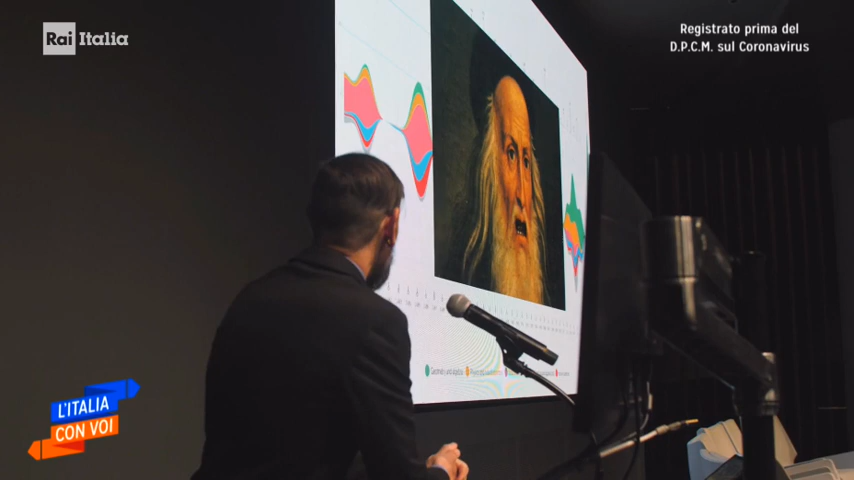 Rai Italia
Registrato prima del
D.P.C.M. sul Coronavirus
L'ITALIA
CON VOI